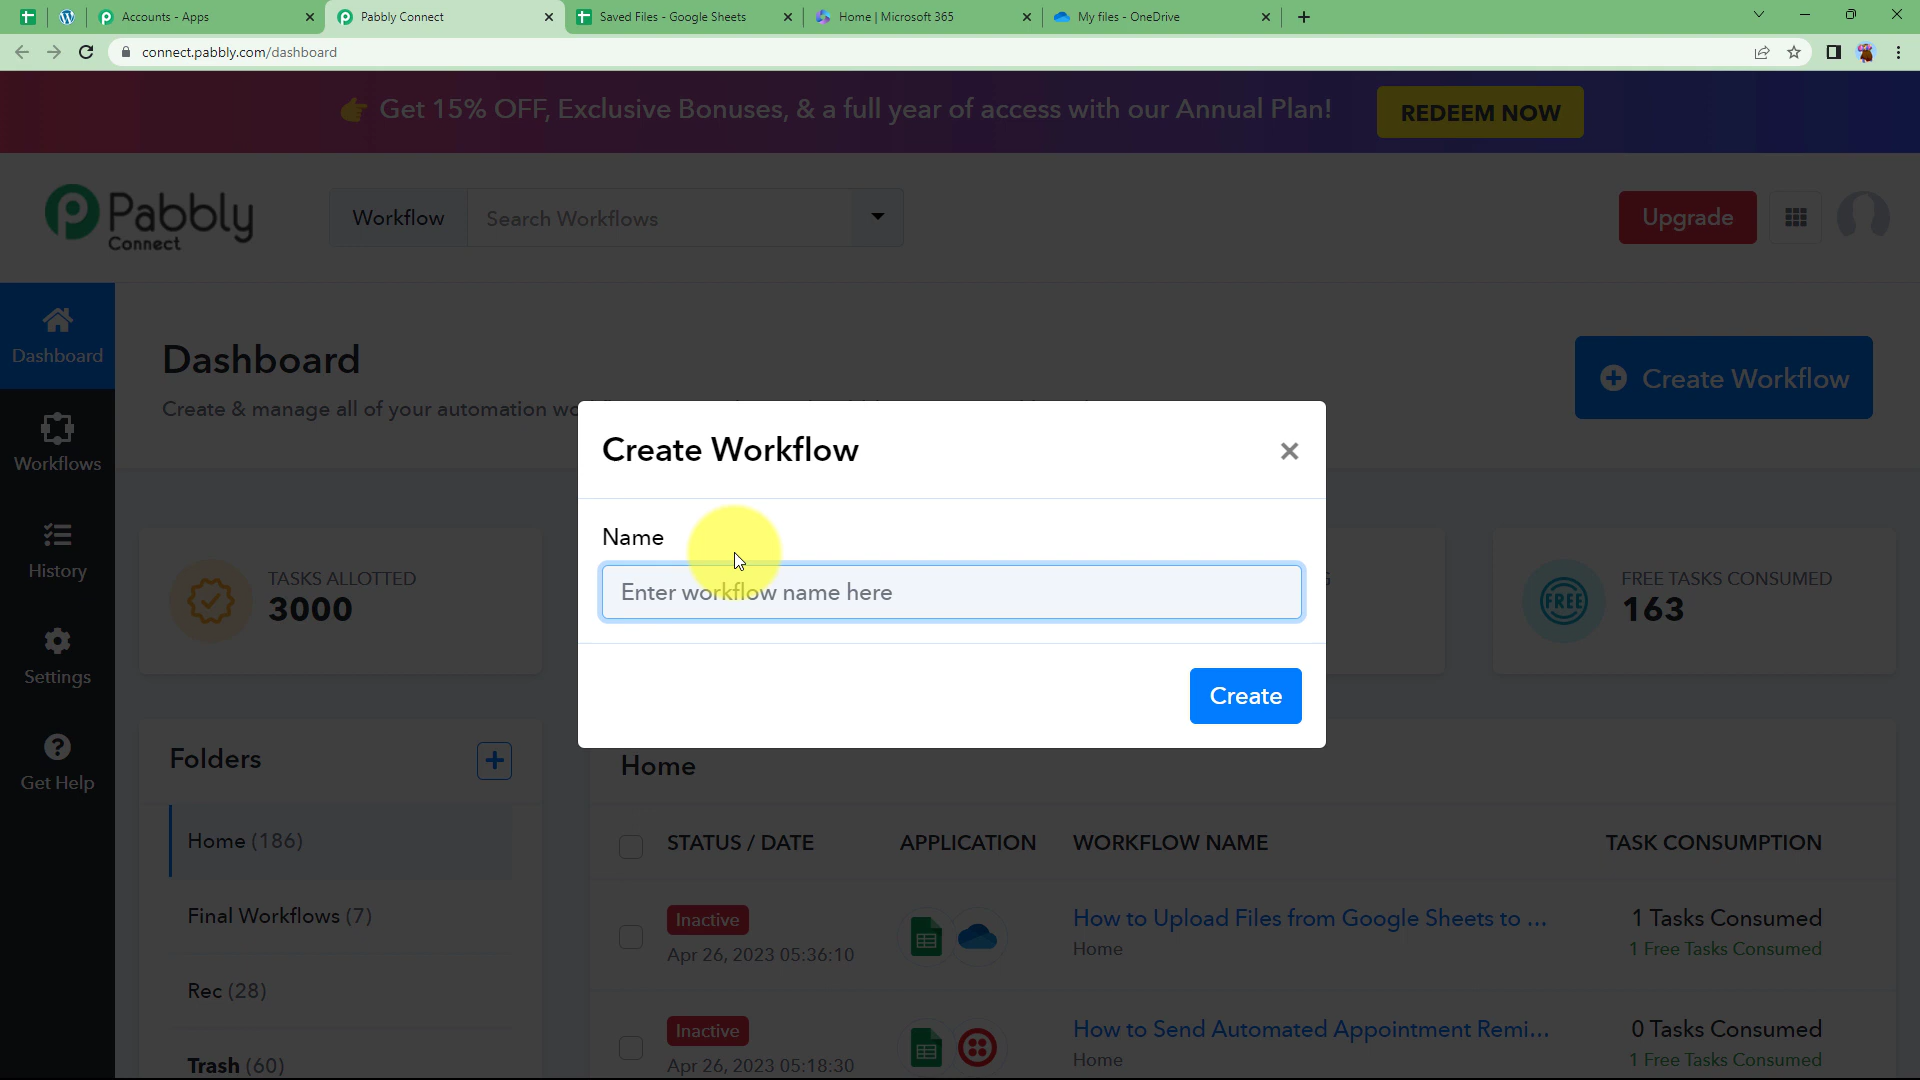 Accounts - Apps
Pabbly Connect
Saved Files - Google Sheets
Home | Microsoft 365
My files - OneDrive
connect.pabbly.com/dashboard
Get 15% OFF, Exclusive Bonuses, & a full year of access with our Annual Plan!
REDEEM NOW
Pabbly
Connect
Workflow
Search Workflows
Upgrade
Dashboard
Workflows
History
Settings
Get Help
Dashboard
Create & manage all of your automation
Create Workflow
Create Workflow
Name
Enter workflow name here
Create
TASKS ALLOTTED
3000
FREE
FREE TASKS CONSUMED
163
Folders
Home (186)
Final Workflows (7)
Rec (28)
Trash (60)
Home
STATUS / DATE
APPLICATION
WORKFLOW NAME
TASK CONSUMPTION
Inactive
Apr 26, 2023 05:36:10
How to Upload Files from Google Sheets to ...
Home
1 Tasks Consumed
1 Free Tasks Consumed
Inactive
Apr 26, 2023 05:18:30
How to Send Automated Appointment Remi...
Home
0 Tasks Consumed
1 Free Tasks Consumed